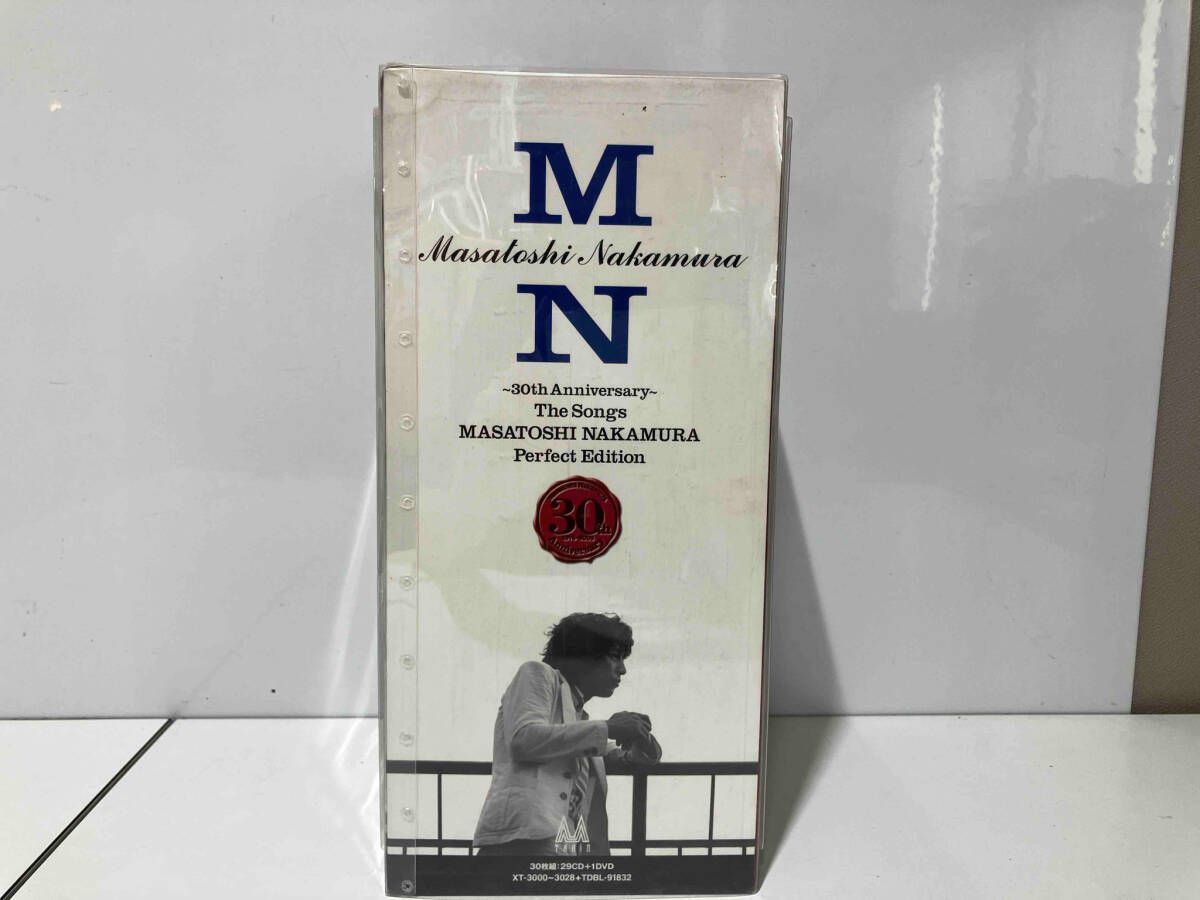 M
Masatoshi Nakamura
N
~30th Anniversary~
The Songs
MASATOSHI NAKAMURA
Perfect Edition
30th
Anniversary
30枚組:29CD+1DVD
XT-3000~3028+TDBL-91832